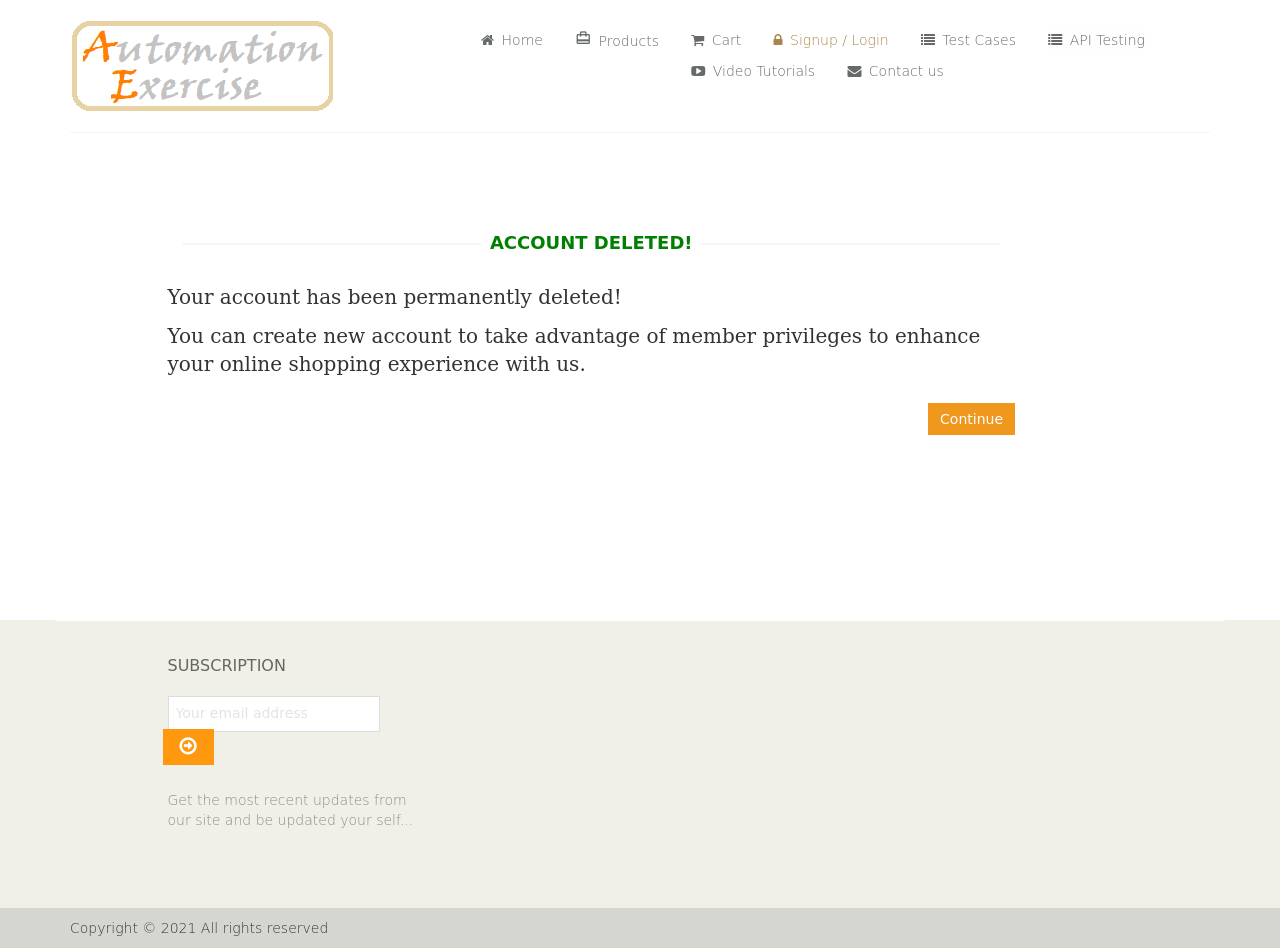 Automation
Exercise
Home
Products
Cart
Signup / Login
Test Cases
API Testing
Video Tutorials
Contact us
ACCOUNT DELETED!
Your account has been permanently deleted!
You can create new account to take advantage of member privileges to enhance
your online shopping experience with us.
Continue
SUBSCRIPTION
Your email address
Get the most recent updates from
our site and be updated your self...
Copyright © 2021 All rights reserved